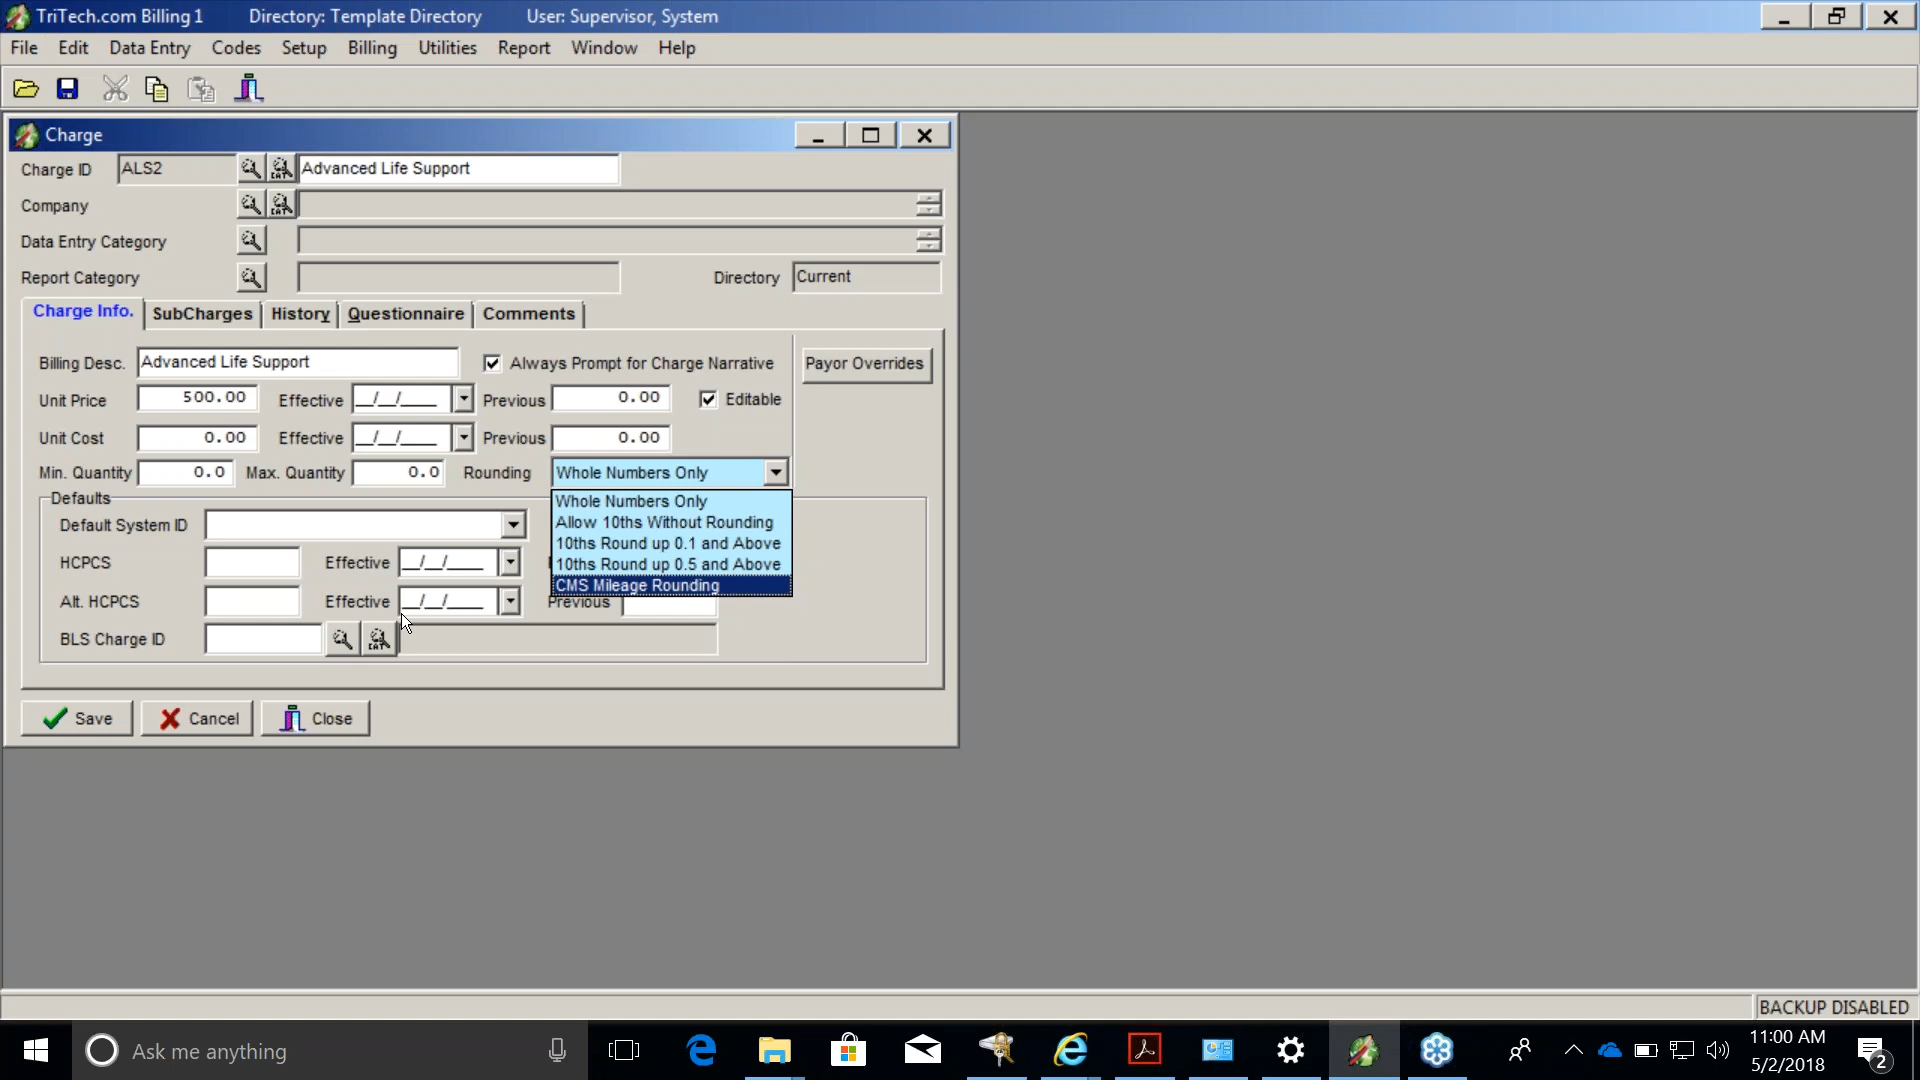 TriTech.com Billing 1 Directory: Template Directory User: Supervisor, System
File Edit Data Entry Codes Setup Billing Utilities Report Window Help
Charge
Charge ID ALS2 CAT Advanced Life Support
Company CAT
Data Entry Category
Report Category Directory Current
Charge Info. SubCharges History Questionnaire Comments
Billing Desc. Advanced Life Support Always Prompt for Charge Narrative Payor Overrides
Unit Price 500.00 Effective __/__/____ Previous 0.00 Editable
Unit Cost 0.00 Effective __/__/____ Previous 0.00
Min. Quantity 0.0 Max. Quantity 0.0 Rounding Whole Numbers Only
Defaults
Whole Numbers Only
Default System ID
Allow 10ths Without Rounding
10ths Round up 0.1 and Above
HCPCS Effective __/__/____
10ths Round up 0.5 and Above
CMS Mileage Rounding
Alt. HCPCS Effective __/__/____ Previous
BLS Charge ID CAT
Save Cancel Close
BACKUP DISABLED
Ask me anything
11:00 AM
5/2/2018
2